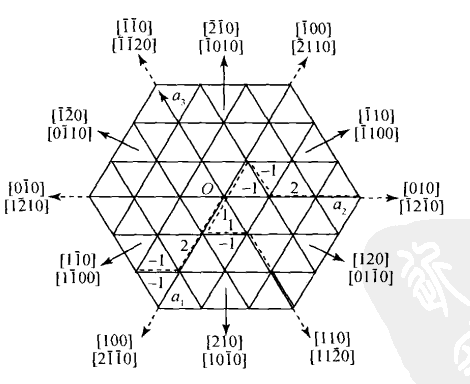 [1̄1̄0] [2̄1̄0] [1̄00]
[1̄1̄20] [1̄010] [2̄110]
a₃
[1̄2̄0] [1̄10]
[01̄10] [1̄100]
-1
[01̄0] O -1 2 [010]
[12̄10] a₂ [1̄21̄0]
1
1
2 -1
[11̄0] -1 [120]
[11̄00] -1 [011̄0]
a₁
[100] [210] [110]
[21̄1̄0] [101̄0] [112̄0]